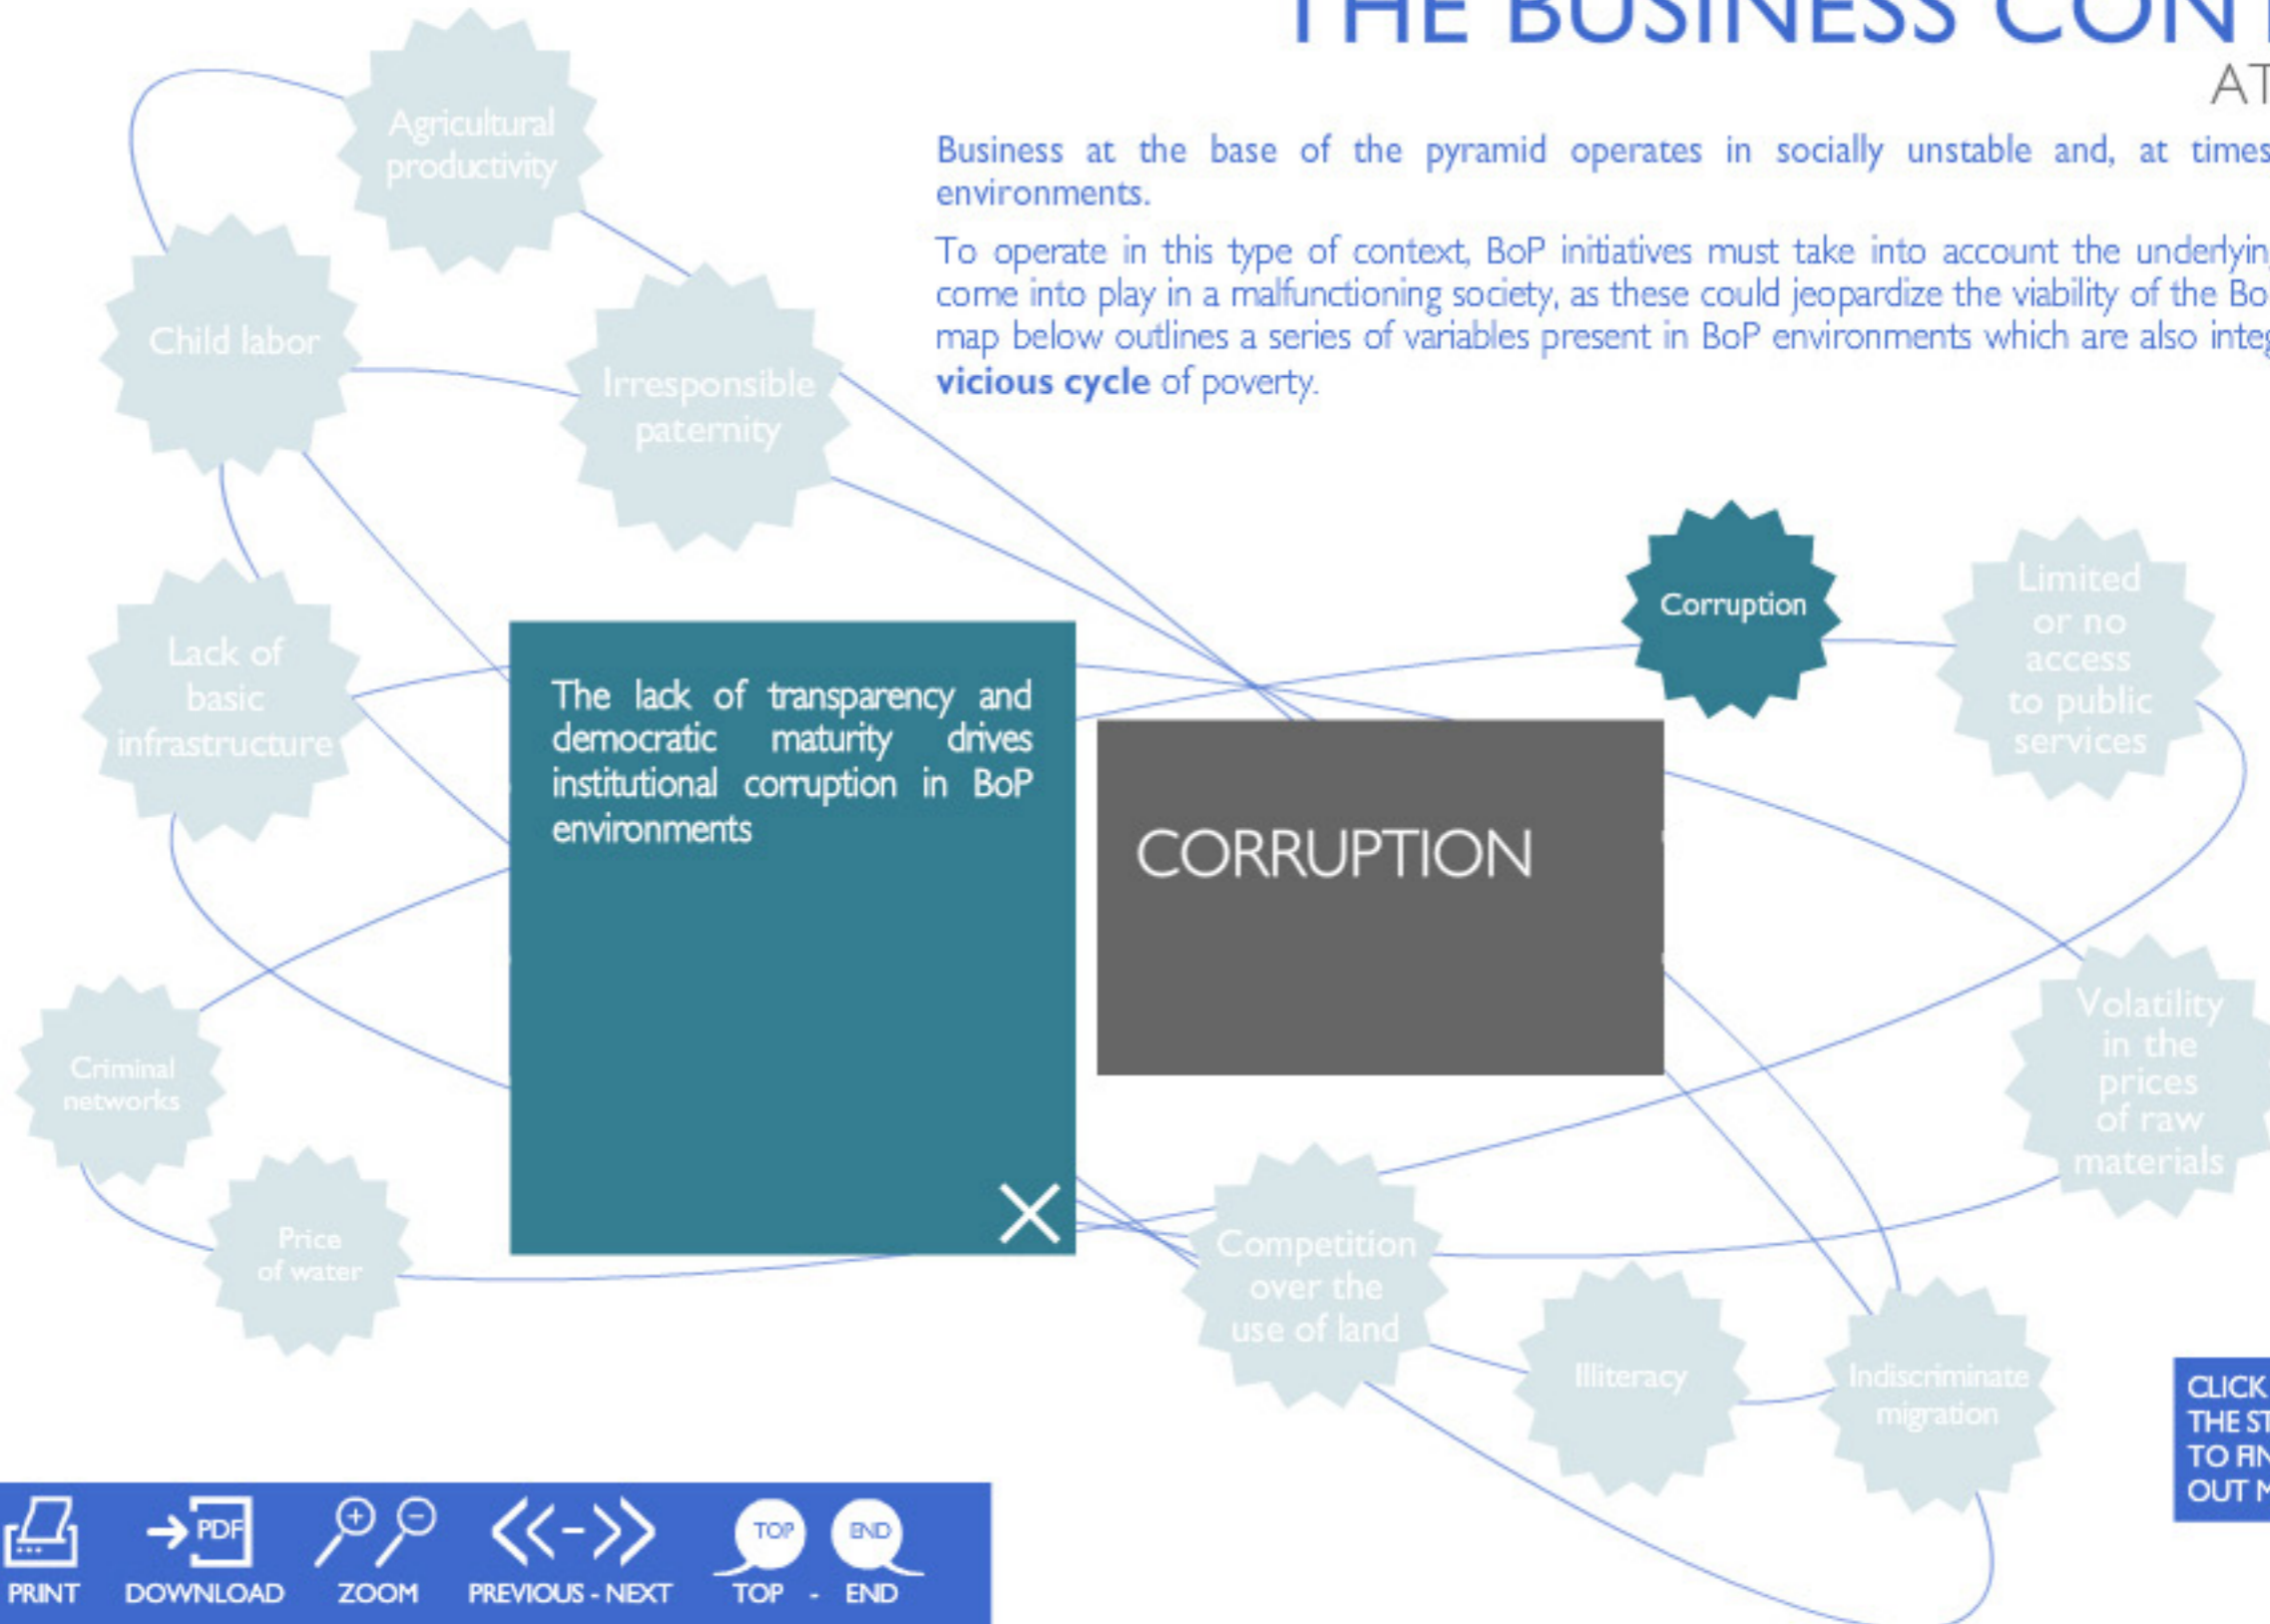 THE BUSINESS CONT
AT
Business at the base of the pyramid operates in socially unstable and, at times
environments.
To operate in this type of context, BoP initiatives must take into account the underlying
come into play in a malfunctioning society, as these could jeopardize the viability of the Bo
map below outlines a series of variables present in BoP environments which are also integ
vicious cycle of poverty.
Agricultural
productivity
Child labor
Irresponsible
paternity
Corruption
Limited
or no
access
to public
services
Lack of
basic
infrastructure
The lack of transparency and
democratic maturity drives
institutional corruption in BoP
environments
CORRUPTION
Volatility
in the
prices
of raw
materials
Criminal
networks
Price
of water
Competition
over the
use of land
Illiteracy
Indiscriminate
migration
CLICK
THE ST
TO FIN
OUT M
PDF
TOP
END
PRINT
DOWNLOAD
ZOOM
PREVIOUS - NEXT
TOP - END